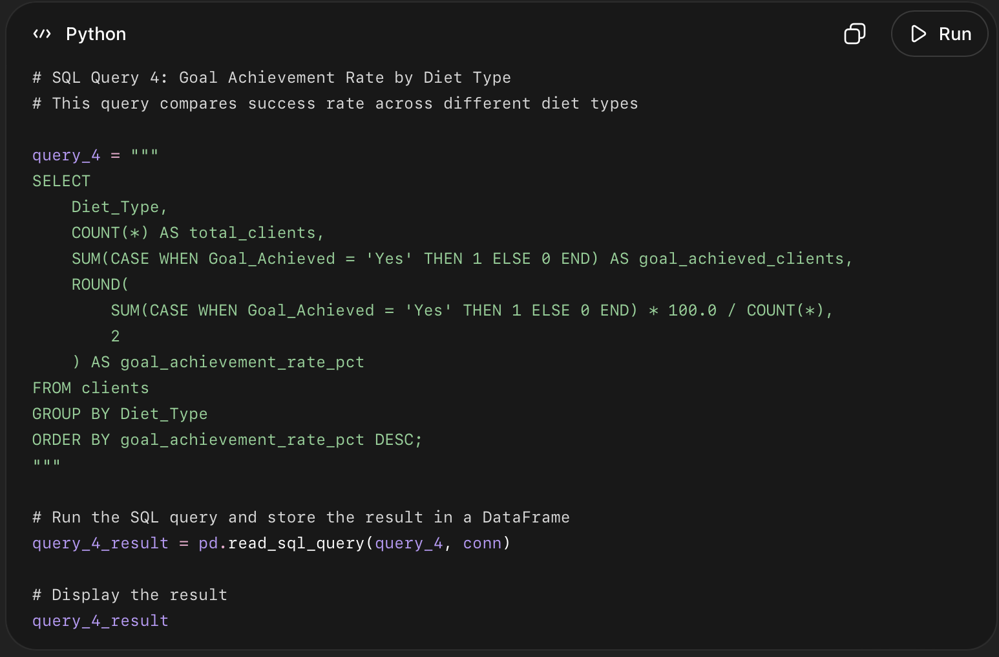 Python
Run
# SQL Query 4: Goal Achievement Rate by Diet Type
# This query compares success rate across different diet types
query_4 = """
SELECT
    Diet_Type,
    COUNT(*) AS total_clients,
    SUM(CASE WHEN Goal_Achieved = 'Yes' THEN 1 ELSE 0 END) AS goal_achieved_clients,
    ROUND(
        SUM(CASE WHEN Goal_Achieved = 'Yes' THEN 1 ELSE 0 END) * 100.0 / COUNT(*),
        2
    ) AS goal_achievement_rate_pct
FROM clients
GROUP BY Diet_Type
ORDER BY goal_achievement_rate_pct DESC;
"""
# Run the SQL query and store the result in a DataFrame
query_4_result = pd.read_sql_query(query_4, conn)
# Display the result
query_4_result